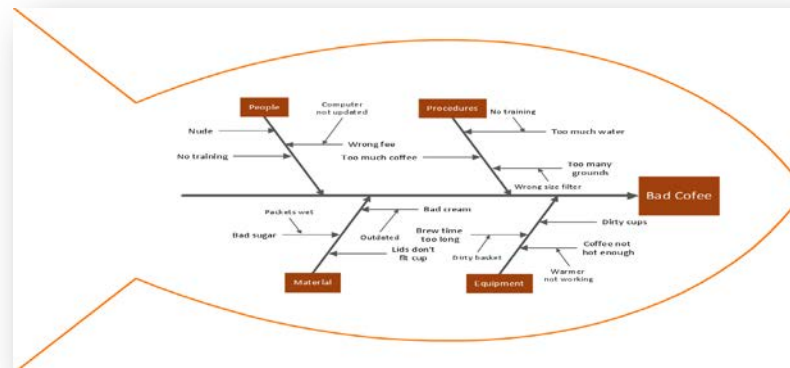 People
Computer
not updated
Nude
Wrong fee
No training
Procedures
No training
Too much water
Too much coffee
Too many
grounds
Wrong size filter
Bad Cofee
Packets wet
Bad cream
Bad sugar
Outdated
Lids don't
fit cup
Material
Dirty cups
Brew time
too long
Coffee not
hot enough
Dirty basket
Warmer
not working
Equipment